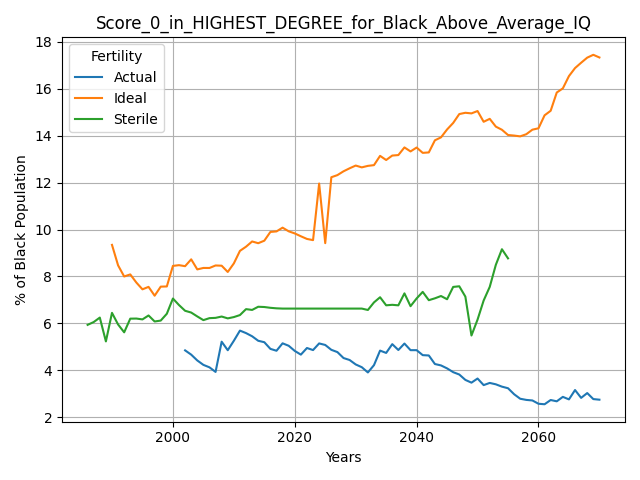 Score_0_in_HIGHEST_DEGREE_for_Black_Above_Average_IQ
18
16
14
12
10
8
6
4
2
% of Black Population
Fertility
Actual
Ideal
Sterile
2000
2020
2040
2060
Years